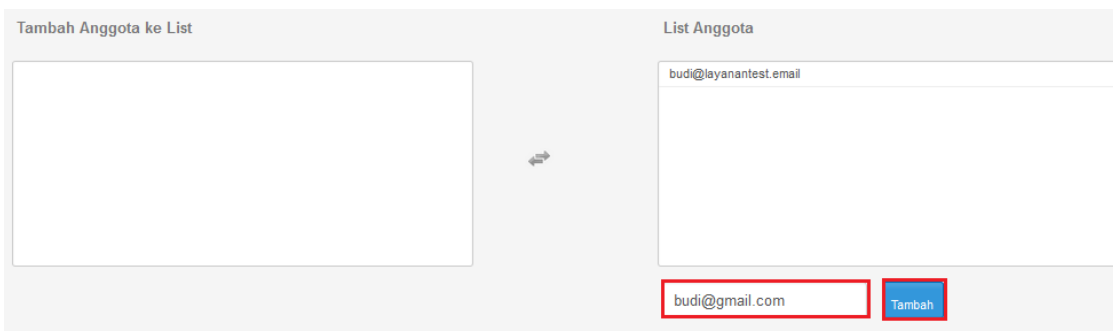 Tambah Anggota ke List
List Anggota
budi@layanantest.email
budi@gmail.com
Tambah